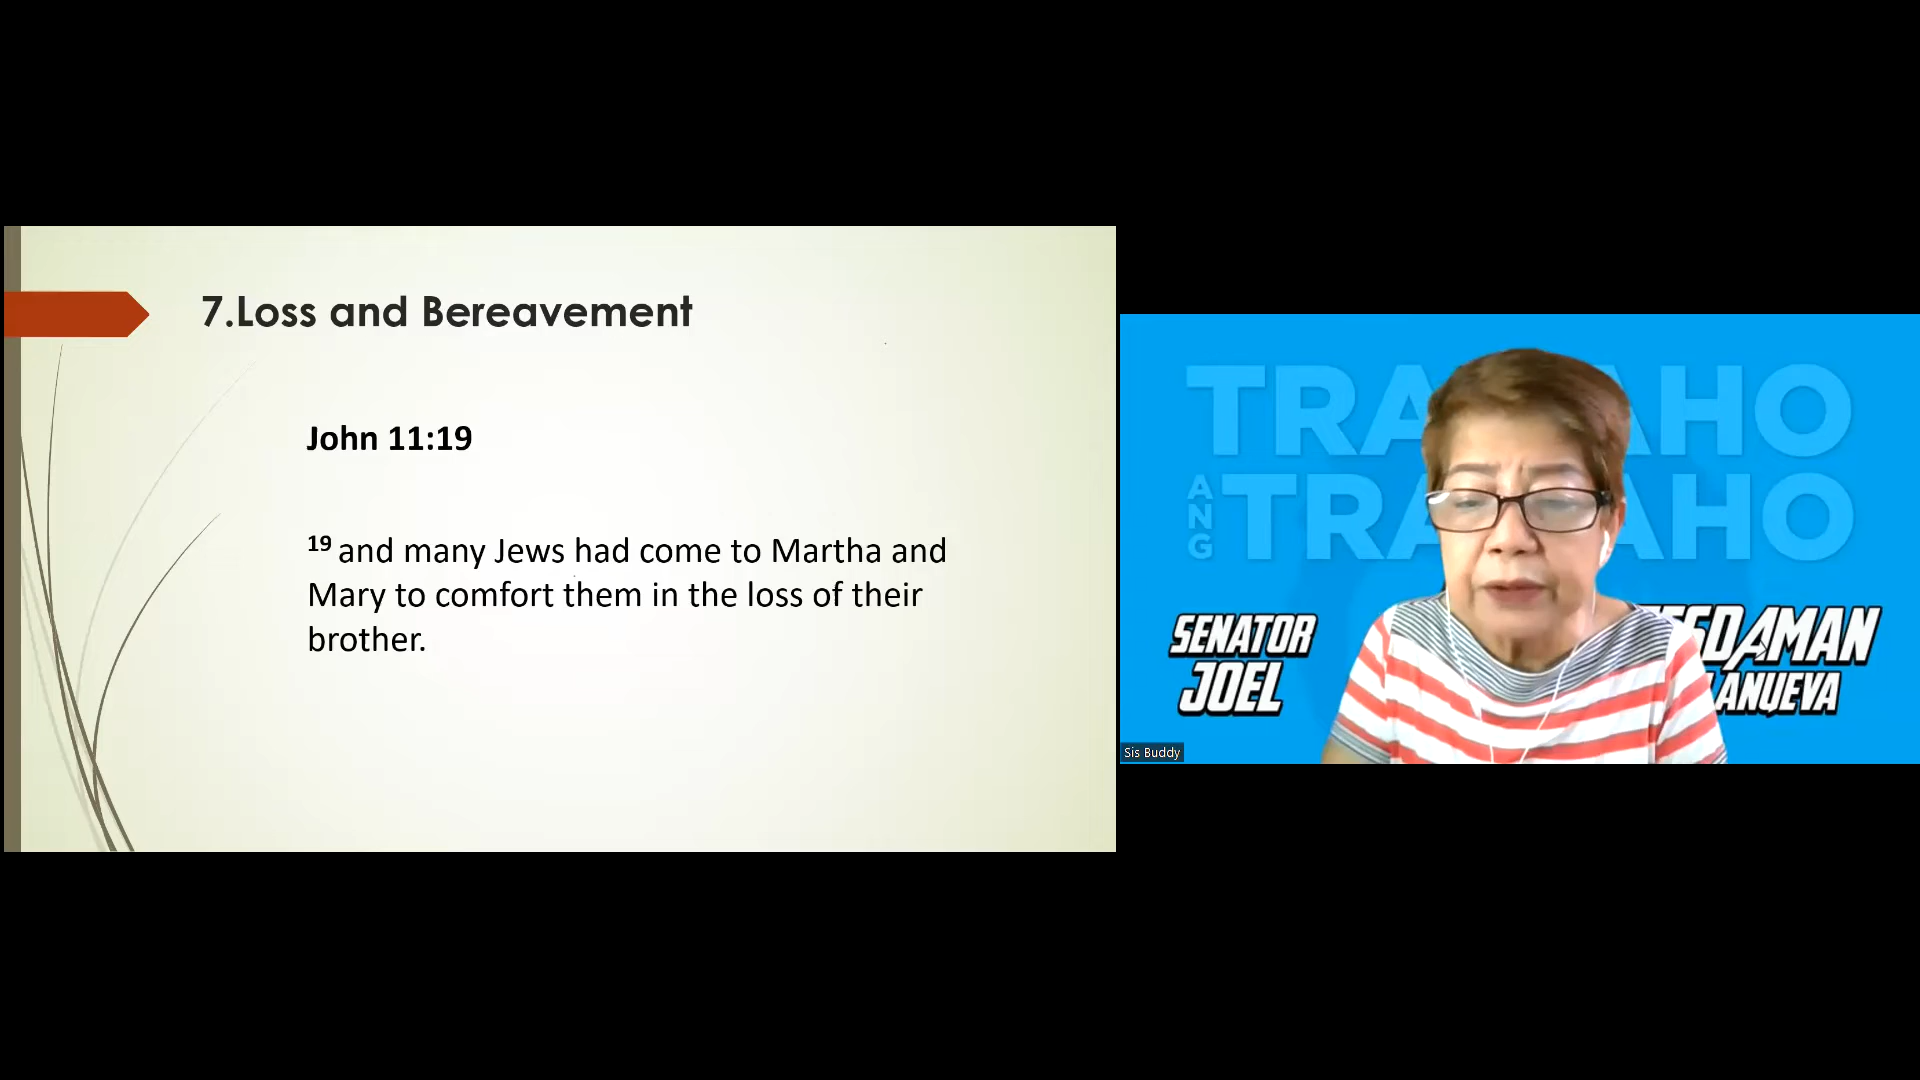 7.Loss and Bereavement
John 11:19
19 and many Jews had come to Martha and
Mary to comfort them in the loss of their
brother.
SENATOR
JOEL
ANG
Sis Buddy